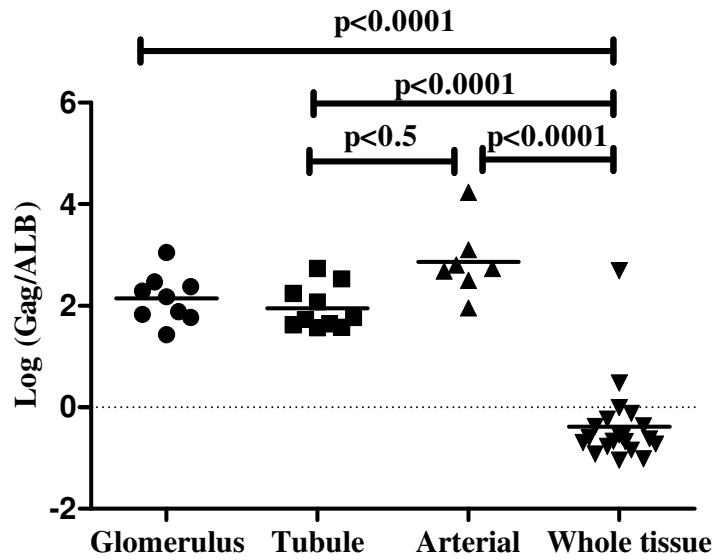 p<0.0001
p<0.0001
p<0.5
p<0.0001
6
4
2
0
-2
Log (Gag/ALB)
Glomerulus Tubule Arterial Whole tissue